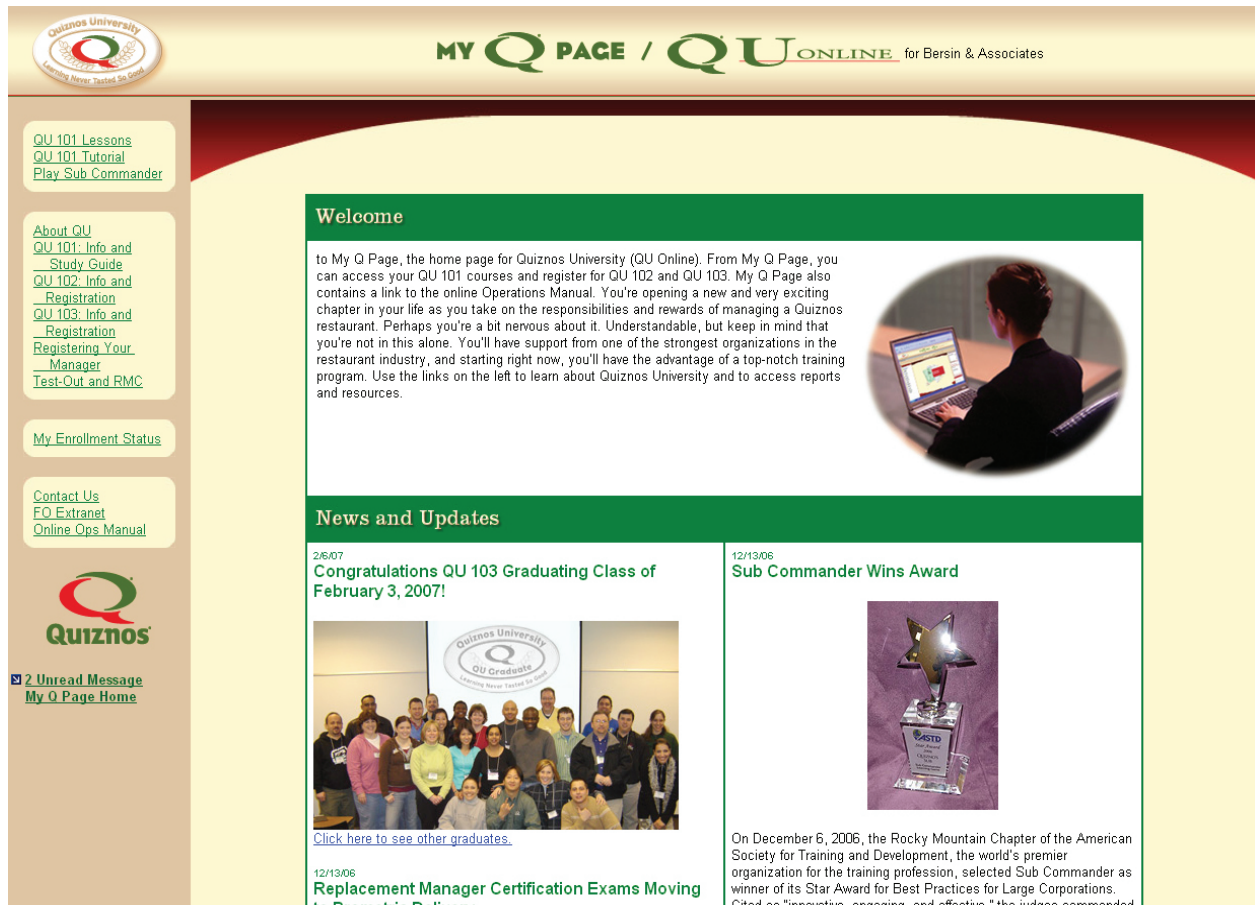 Quiznos University
Learning Never Tasted So Good
MY Q PAGE / QU ONLINE for Bersin & Associates
QU 101 Lessons
QU 101 Tutorial
Play Sub Commander
About QU
QU 101: Info and
Study Guide
QU 102: Info and
Registration
QU 103: Info and
Registration
Registering Your
Manager
Test-Out and RMC
My Enrollment Status
Contact Us
FO Extranet
Online Ops Manual
Quiznos
2 Unread Message
My Q Page Home
Welcome
to My Q Page, the home page for Quiznos University (QU Online). From My Q Page, you
can access your QU 101 courses and register for QU 102 and QU 103. My Q Page also
contains a link to the online Operations Manual. You're opening a new and very exciting
chapter in your life as you take on the responsibilities and rewards of managing a Quiznos
restaurant. Perhaps you're a bit nervous about it. Understandable, but keep in mind that
you're not in this alone. You'll have support from one of the strongest organizations in the
restaurant industry, and starting right now, you'll have the advantage of a top-notch training
program. Use the links on the left to learn about Quiznos University and to access reports
and resources.
News and Updates
2/6/07
Congratulations QU 103 Graduating Class of
February 3, 2007!
Quiznos University
QU Graduate
Learning Never Tasted So Good
Click here to see other graduates.
12/13/06
Replacement Manager Certification Exams Moving
12/13/06
Sub Commander Wins Award
ASTD
On December 6, 2006, the Rocky Mountain Chapter of the American
Society for Training and Development, the world's premier
organization for the training profession, selected Sub Commander as
winner of its Star Award for Best Practices for Large Corporations.
Cited as "innovative, engaging, and effective," the judges commended